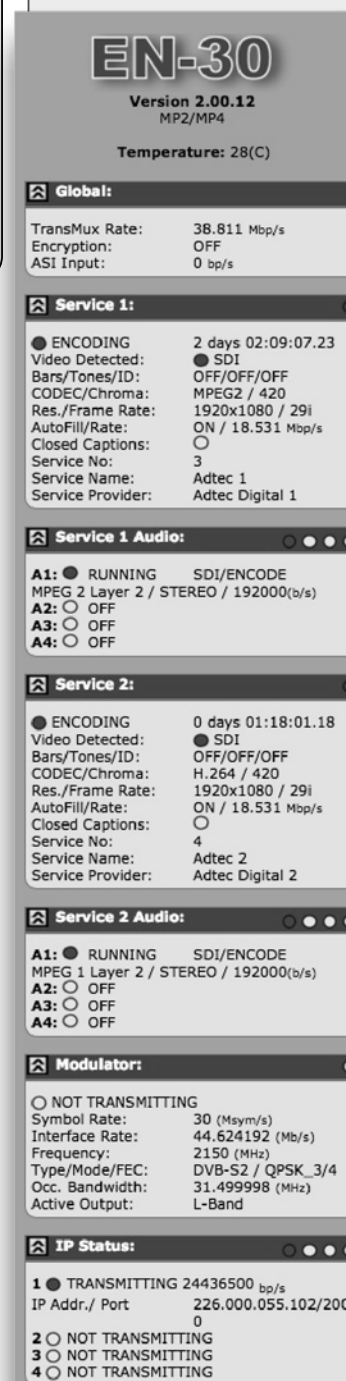 EN-30
Version 2.00.12
MP2/MP4
Temperature: 28(C)
Global:
TransMux Rate: 38.811 Mbp/s
Encryption: OFF
ASI Input: 0 bp/s
Service 1:
ENCODING 2 days 02:09:07.23
Video Detected: SDI
Bars/Tones/ID: OFF/OFF/OFF
CODEC/Chroma: MPEG2 / 420
Res./Frame Rate: 1920x1080 / 29i
AutoFill/Rate: ON / 18.531 Mbp/s
Closed Captions:
Service No: 3
Service Name: Adtec 1
Service Provider: Adtec Digital 1
Service 1 Audio:
A1: RUNNING SDI/ENCODE
MPEG 2 Layer 2 / STEREO / 192000(b/s)
A2: OFF
A3: OFF
A4: OFF
Service 2:
ENCODING 0 days 01:18:01.18
Video Detected: SDI
Bars/Tones/ID: OFF/OFF/OFF
CODEC/Chroma: H.264 / 420
Res./Frame Rate: 1920x1080 / 29i
AutoFill/Rate: ON / 18.531 Mbp/s
Closed Captions:
Service No: 4
Service Name: Adtec 2
Service Provider: Adtec Digital 2
Service 2 Audio:
A1: RUNNING SDI/ENCODE
MPEG 1 Layer 2 / STEREO / 192000(b/s)
A2: OFF
A3: OFF
A4: OFF
Modulator:
NOT TRANSMITTING
Symbol Rate: 30 (Msym/s)
Interface Rate: 44.624192 (Mb/s)
Frequency: 2150 (MHz)
Type/Mode/FEC: DVB-S2 / QPSK_3/4
Occ. Bandwidth: 31.499998 (MHz)
Active Output: L-Band
IP Status:
1 TRANSMITTING 24436500 bp/s
IP Addr./ Port 226.000.055.102/200
0
2 NOT TRANSMITTING
3 NOT TRANSMITTING
4 NOT TRANSMITTING